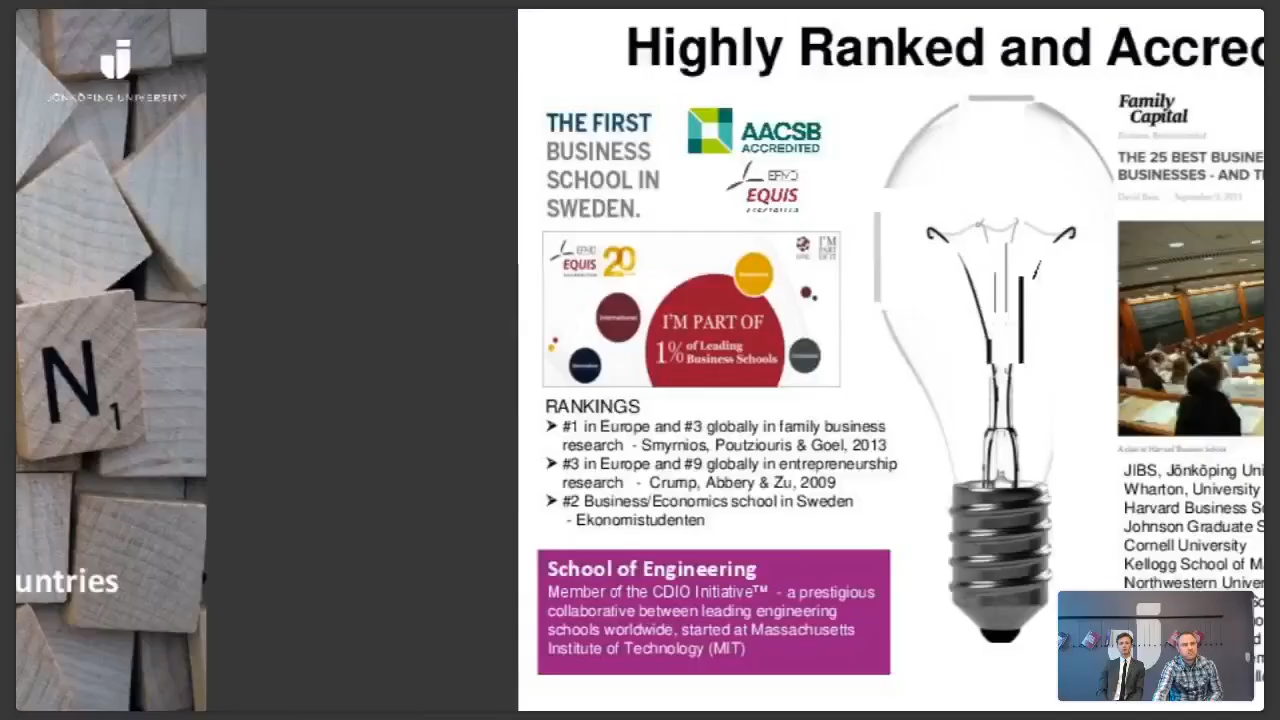 JÖNKÖPING UNIVERSITY
N
1
untries
Highly Ranked and Accred
THE FIRST
BUSINESS
SCHOOL IN
SWEDEN.
AACSB
ACCREDITED
EFMD
EQUIS
EFMD
EQUIS
20
I'M
PART
OF IT
I'M PART OF
1% of Leading
Business Schools
RANKINGS
➤ #1 in Europe and #3 globally in family business
research - Smyrnios, Poutziouris & Goel, 2013
➤ #3 in Europe and #9 globally in entrepreneurship
research - Crump, Abbery & Zu, 2009
➤ #2 Business/Economics school in Sweden
- Ekonomistudenten
School of Engineering
Member of the CDIO Initiative™ - a prestigious
collaborative between leading engineering
schools worldwide, started at Massachusetts
Institute of Technology (MIT)
Family
Capital
THE 25 BEST BUSINE
BUSINESSES - AND T
JIBS, Jönköping Uni
Wharton, University
Harvard Business S
Johnson Graduate S
Cornell University
Kellogg School of M
Northwestern Univer